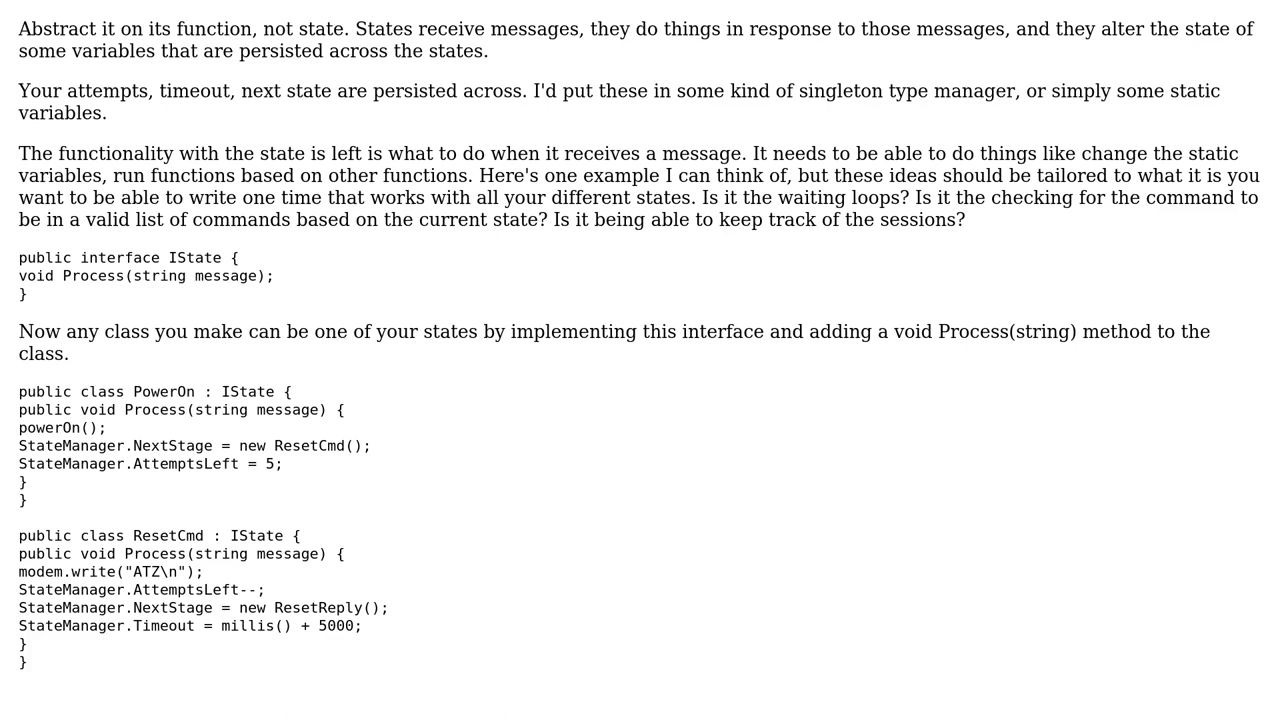 Abstract it on its function, not state. States receive messages, they do things in response to those messages, and they alter the state of
some variables that are persisted across the states.
Your attempts, timeout, next state are persisted across. I'd put these in some kind of singleton type manager, or simply some static
variables.
The functionality with the state is left is what to do when it receives a message. It needs to be able to do things like change the static
variables, run functions based on other functions. Here's one example I can think of, but these ideas should be tailored to what it is you
want to be able to write one time that works with all your different states. Is it the waiting loops? Is it the checking for the command to
be in a valid list of commands based on the current state? Is it being able to keep track of the sessions?
public interface IState {
void Process(string message);
}
Now any class you make can be one of your states by implementing this interface and adding a void Process(string) method to the
class.
public class PowerOn : IState {
public void Process(string message) {
powerOn();
StateManager.NextStage = new ResetCmd();
StateManager.AttemptsLeft = 5;
}
}
public class ResetCmd : IState {
public void Process(string message) {
modem.write("ATZ\n");
StateManager.AttemptsLeft--;
StateManager.NextStage = new ResetReply();
StateManager.Timeout = millis() + 5000;
}
}